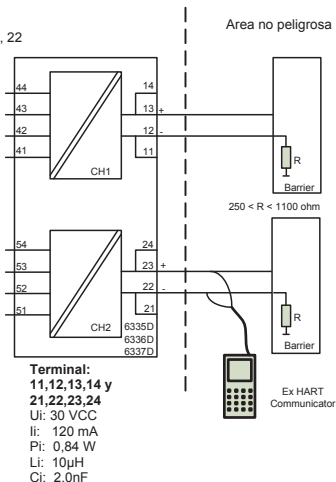 Area no peligrosa
, 22
44
43
42
41
14
13 +
12 -
11
CH1
R
Barrier
250 < R < 1100 ohm
54
53
52
51
24
23 +
22 -
21
CH2
6335D
6336D
6337D
R
Barrier
Ex HART
Communicator
Terminal:
11,12,13,14 y
21,22,23,24
Ui: 30 VCC
Ii: 120 mA
Pi: 0,84 W
Li: 10µH
Ci: 2.0nF